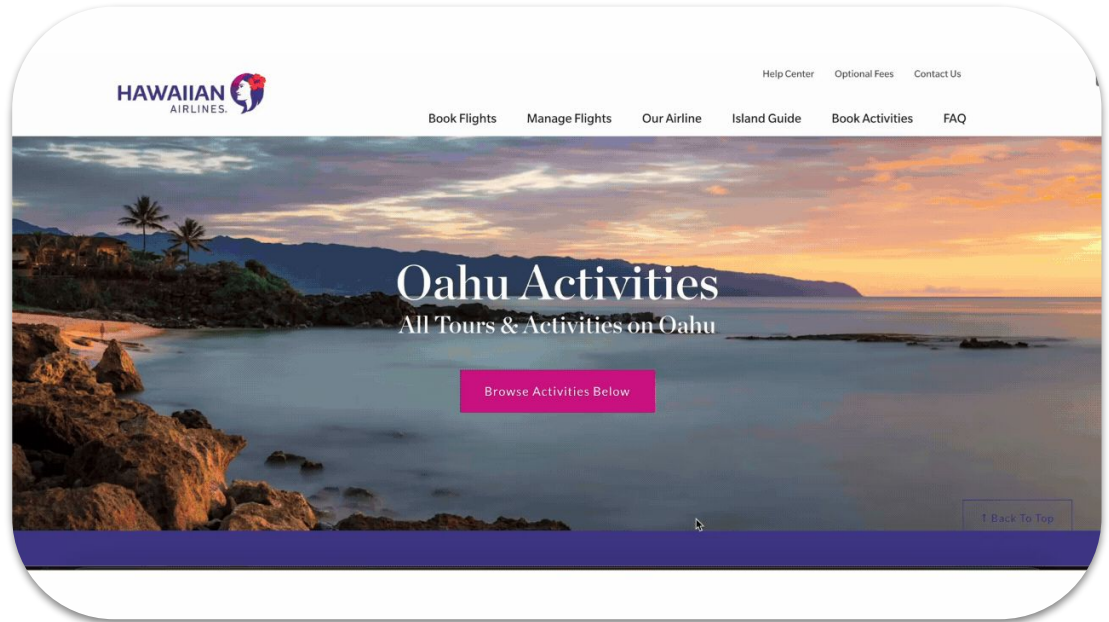 HAWAIIAN
AIRLINES.
Help Center Optional Fees Contact Us
Book Flights Manage Flights Our Airline Island Guide Book Activities FAQ
Oahu Activities
All Tours & Activities on Oahu
Browse Activities Below
↑ Back To Top